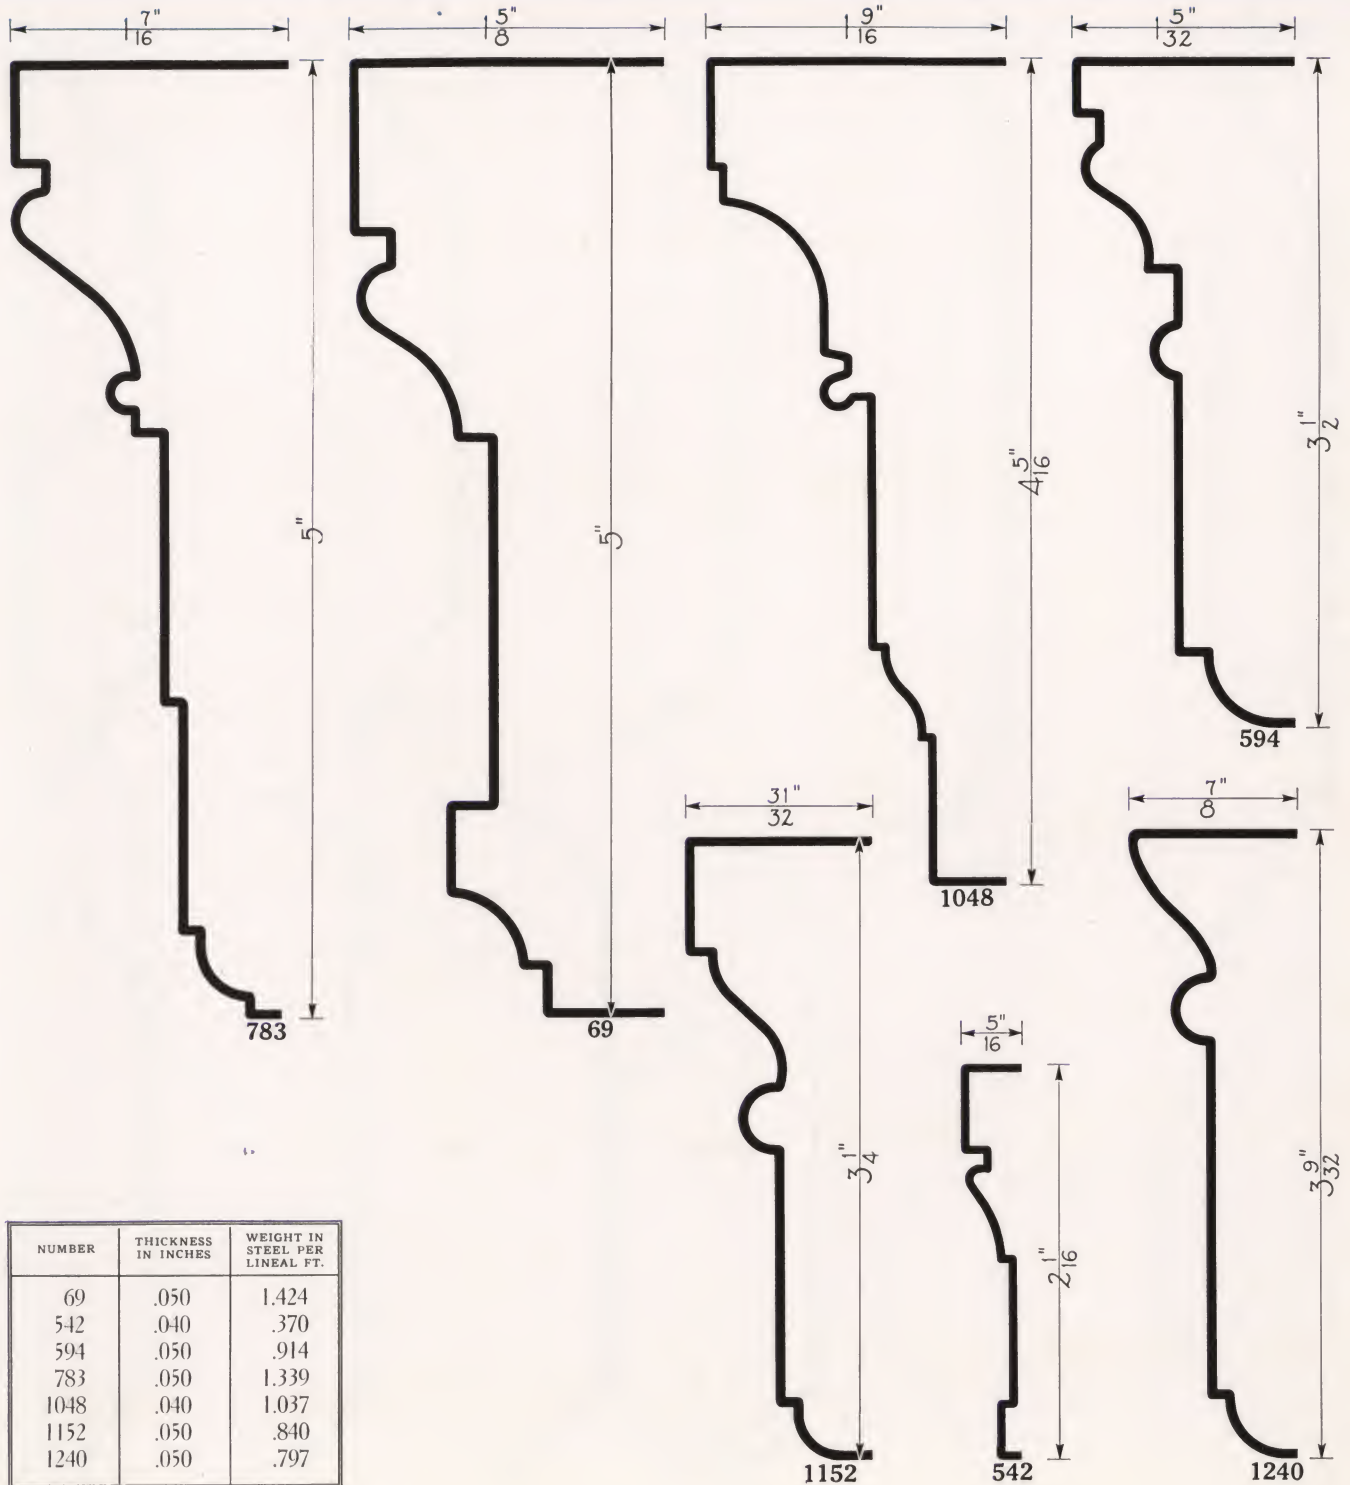 1 7/16"
1 5/8"
1 9/16"
1 5/32"
5"
5"
4 5/16"
3 1/2"
594
31"/32
7"/8
1048
783
69
5"/16
3 1/4"
2 1/16"
3 9/32"
NUMBER THICKNESS IN INCHES WEIGHT IN STEEL PER LINEAL FT.
69 .050 1.424
542 .040 .370
594 .050 .914
783 .050 1.339
1048 .040 1.037
1152 .050 .840
1240 .050 .797
1152
542
1240